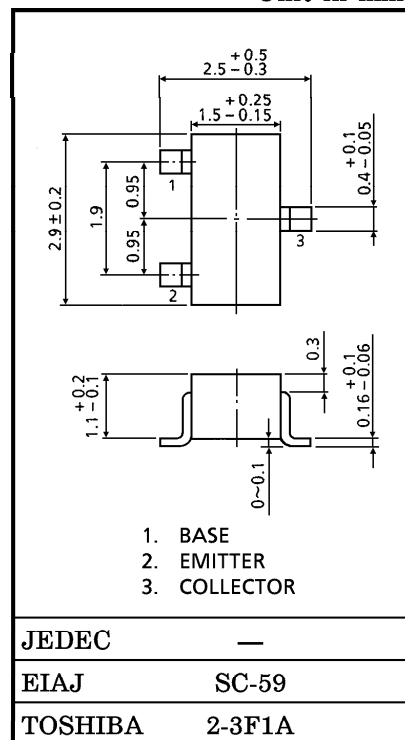 +0.5
2.5 −0.3
+0.25
1.5 −0.15
2.9 ± 0.2
1.9
0.95
0.95
1
2
3
+0.1
0.4 −0.05
+0.2
1.1 −0.1
0.3
+0.1
0.16 −0.06
0~0.1
1. BASE
2. EMITTER
3. COLLECTOR
JEDEC —
EIAJ SC-59
TOSHIBA 2-3F1A